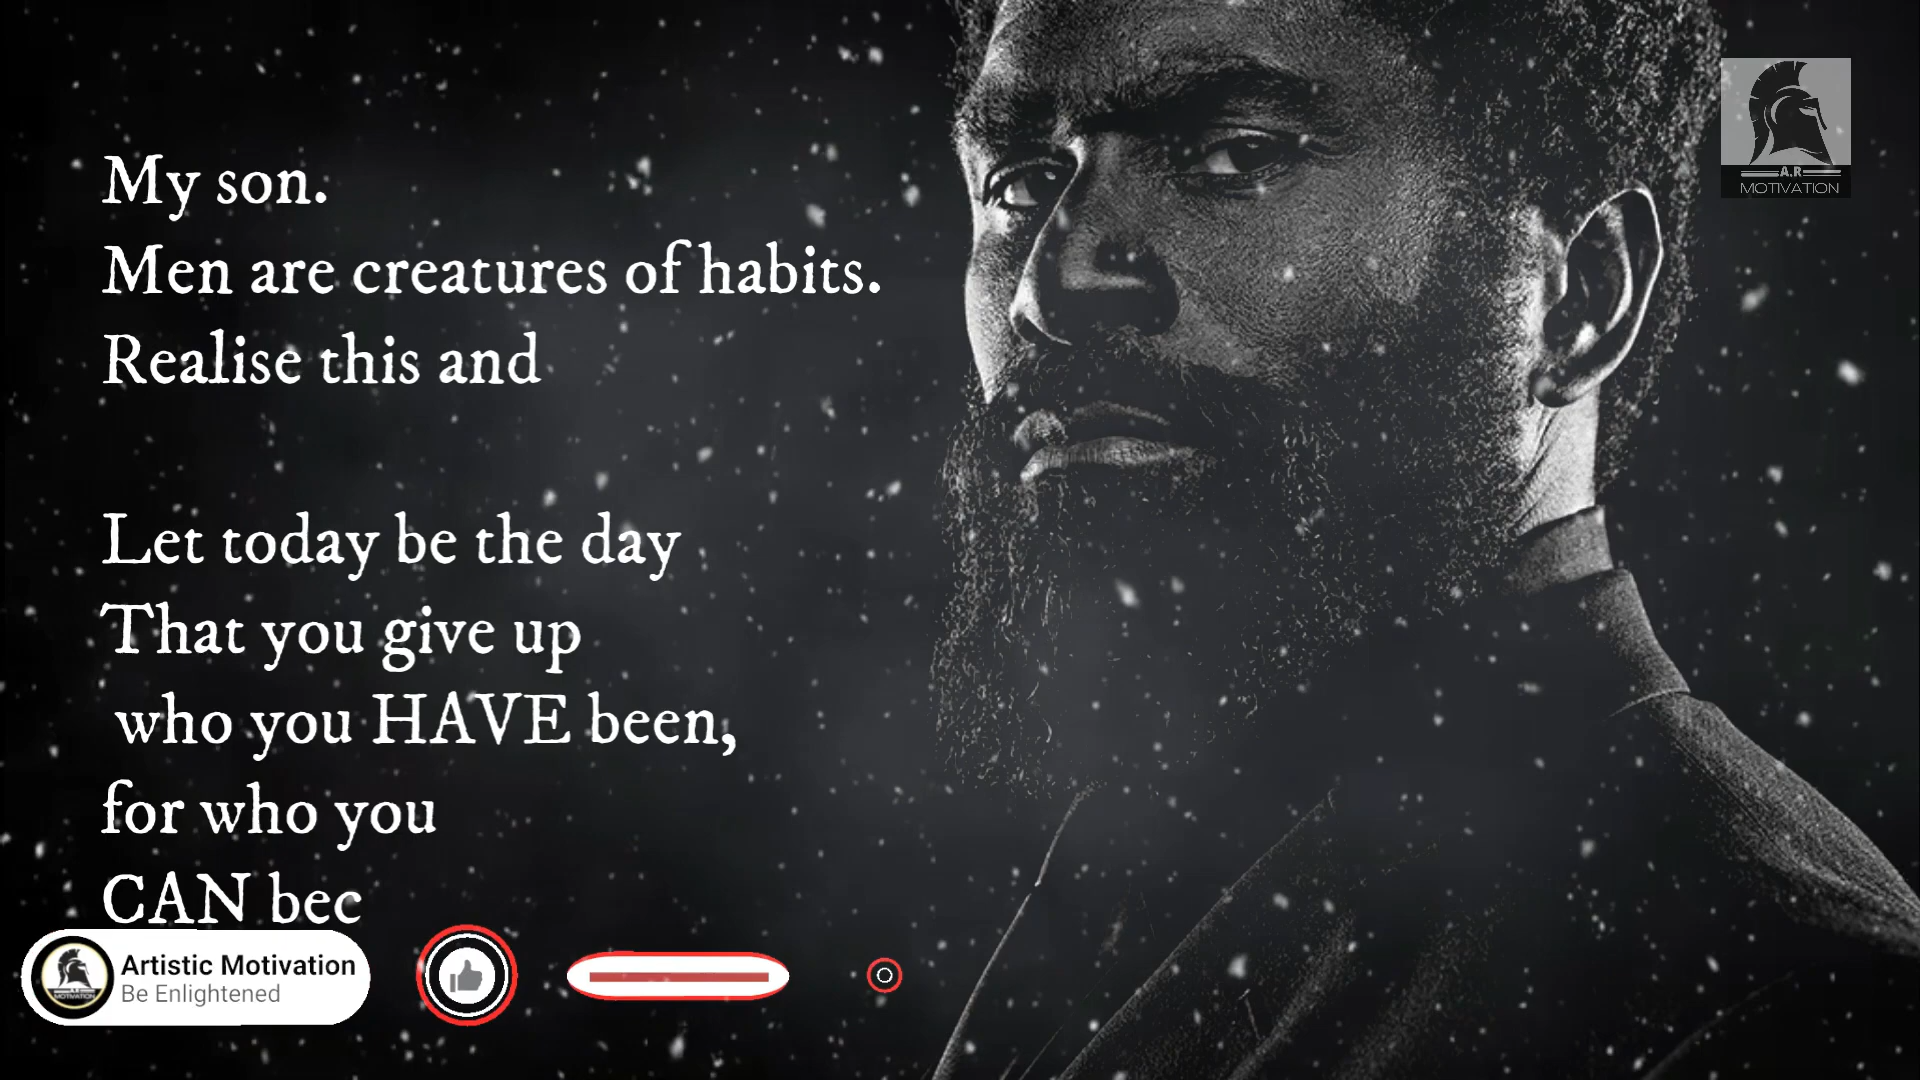 My son.
Men are creatures of habits.
Realise this and
Let today be the day
That you give up
who you HAVE been,
for who you
CAN bec
A.R
MOTIVATION
Artistic Motivation
Be Enlightened
MOTIVATION